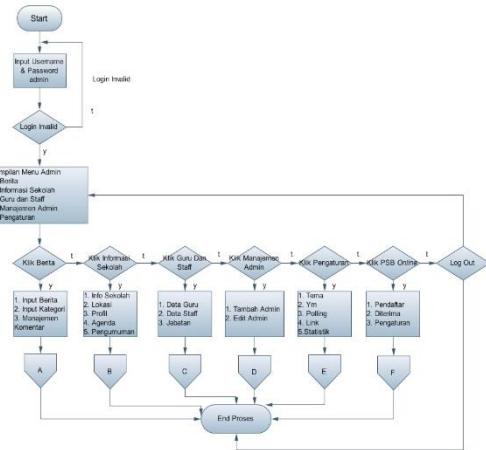 Start
Input Username
& Password
admin
Login Invalid
t
Login Invalid
y
mpilan Menu Admin
Berita
Informasi Sekolah
Guru dan Staff
Manajemen Admin
Pengaturan
Klik Berita
t
Klik Informasi
Sekolah
t
Klik Guru Dan
Staff
t
Klik Manajemen
Admin
t
Klik Pengaturan
t
Klik PSB Online
t
Log Out
y
y
y
y
y
y
1. Input Berita
2. Input Kategori
3. Manajemen
Komentar
1. Info Sekolah
2. Lokasi
3. Profil
4. Agenda
5. Pengumuman
1. Data Guru
2. Data Staff
3. Jabatan
1. Tambah Admin
2. Edit Admin
1. Tema
2. Ym
3. Polling
4. Link
5.Statistik
1. Pendaftar
2. Diterima
3. Pengaturan
A
B
C
D
E
F
End Proses